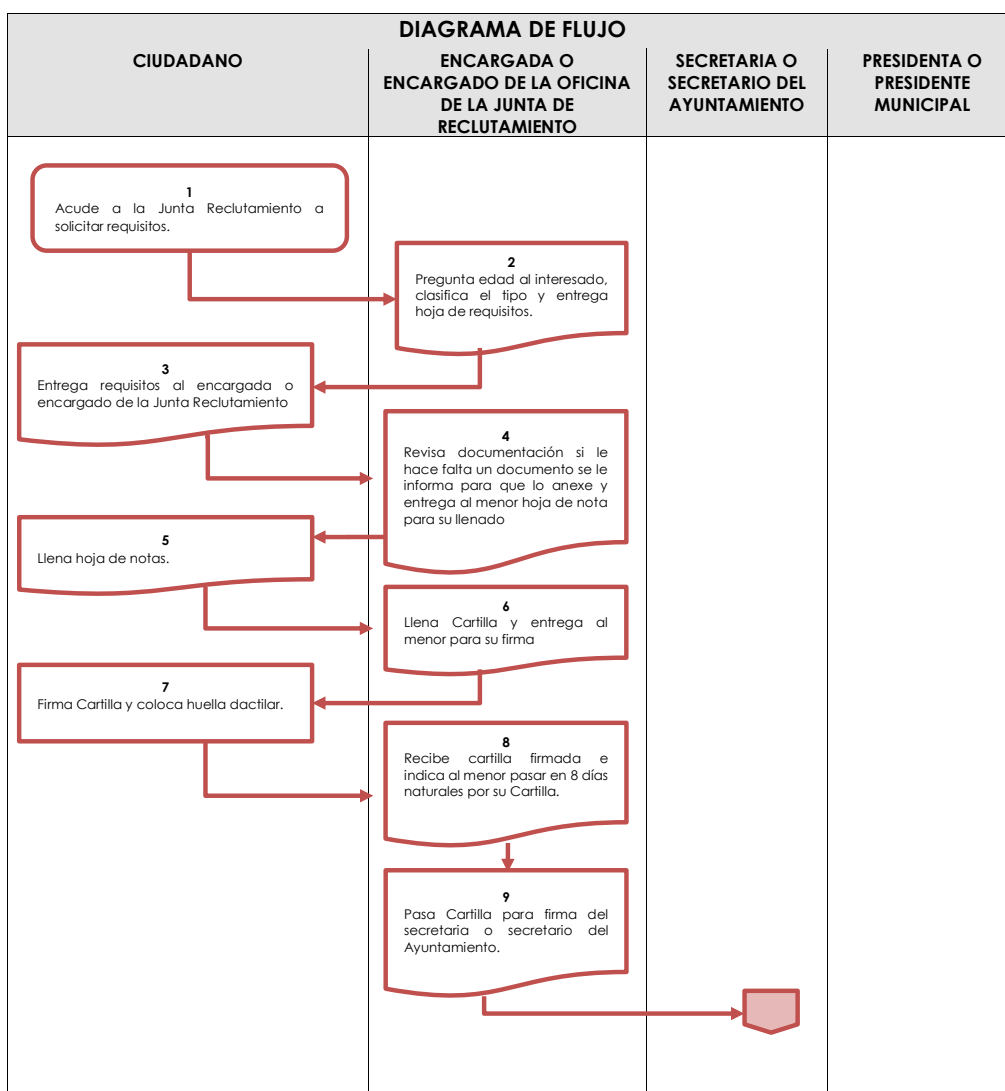 DIAGRAMA DE FLUJO
CIUDADANO
ENCARGADA O
ENCARGADO DE LA OFICINA
DE LA JUNTA DE
RECLUTAMIENTO
SECRETARIA O
SECRETARIO DEL
AYUNTAMIENTO
PRESIDENTA O
PRESIDENTE
MUNICIPAL
1
Acude a la Junta Reclutamiento a
solicitar requisitos.
2
Pregunta edad al interesado,
clasifica el tipo y entrega
hoja de requisitos.
3
Entrega requisitos al encargada o
encargado de la Junta Reclutamiento
4
Revisa documentación si le
hace falta un documento se le
informa para que lo anexe y
entrega al menor hoja de nota
para su llenado
5
Llena hoja de notas.
6
Llena Cartilla y entrega al
menor para su firma
7
Firma Cartilla y coloca huella dactilar.
8
Recibe cartilla firmada e
indica al menor pasar en 8 días
naturales por su Cartilla.
9
Pasa Cartilla para firma del
secretaria o secretario del
Ayuntamiento.